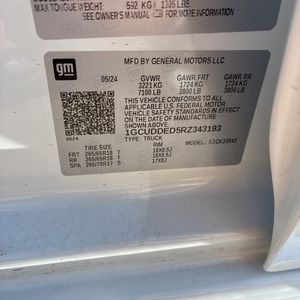 MAX TONGUE WEIGHT: 592 KG 1305 LBS
SEE OWNER'S MANUAL FOR MORE INFORMATION
gm
MFD BY GENERAL MOTORS LLC
05/24 GVWR GAWR FRT GAWR RR
3221 KG 1724 KG 1724 KG
7100 LB 3800 LB 3800 LB
THIS VEHICLE CONFORMS TO ALL APPLICABLE
U.S. FEDERAL MOTOR VEHICLE SAFETY
STANDARDS IN EFFECT ON THE DATE OF
MANUFACTURE SHOWN ABOVE.
1GCUDDED5RZ343193
TYPE: TRUCK
TIRE SIZE RIM
FRT 265/65R18 T 18X8.5J
RR 265/65R18 T 18X8.5J
SPA 265/70R17 S 17X8J